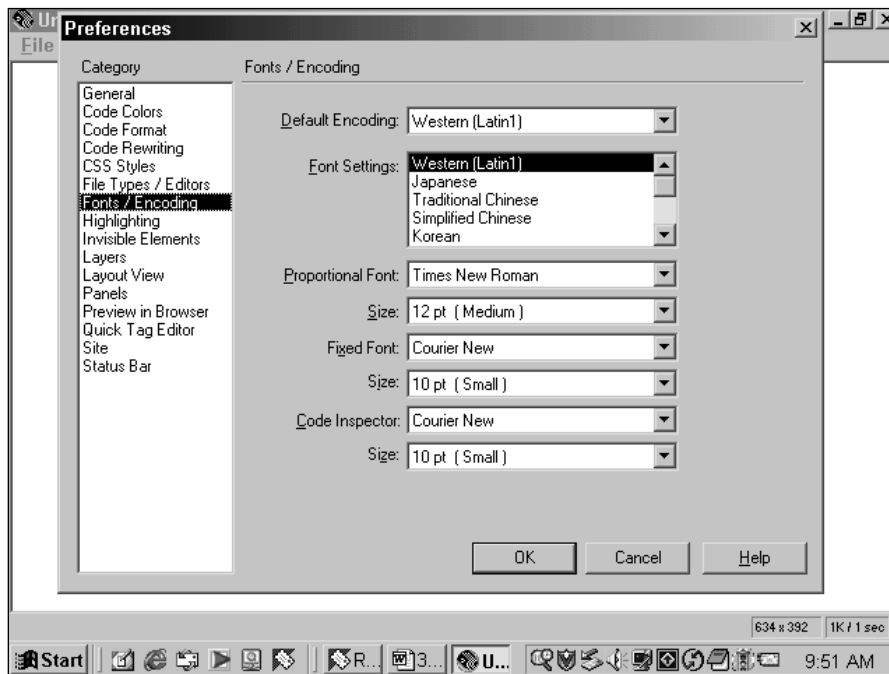 Un
File
Preferences
Category
General
Code Colors
Code Format
Code Rewriting
CSS Styles
File Types / Editors
Fonts / Encoding
Highlighting
Invisible Elements
Layers
Layout View
Panels
Preview in Browser
Quick Tag Editor
Site
Status Bar
Fonts / Encoding
Default Encoding: Western (Latin1)
Font Settings: Western (Latin1)
Japanese
Traditional Chinese
Simplified Chinese
Korean
Proportional Font: Times New Roman
Size: 12 pt ( Medium )
Fixed Font: Courier New
Size: 10 pt ( Small )
Code Inspector: Courier New
Size: 10 pt ( Small )
OK Cancel Help
634 x 392 1K / 1 sec
Start R... 3... U... 9:51 AM